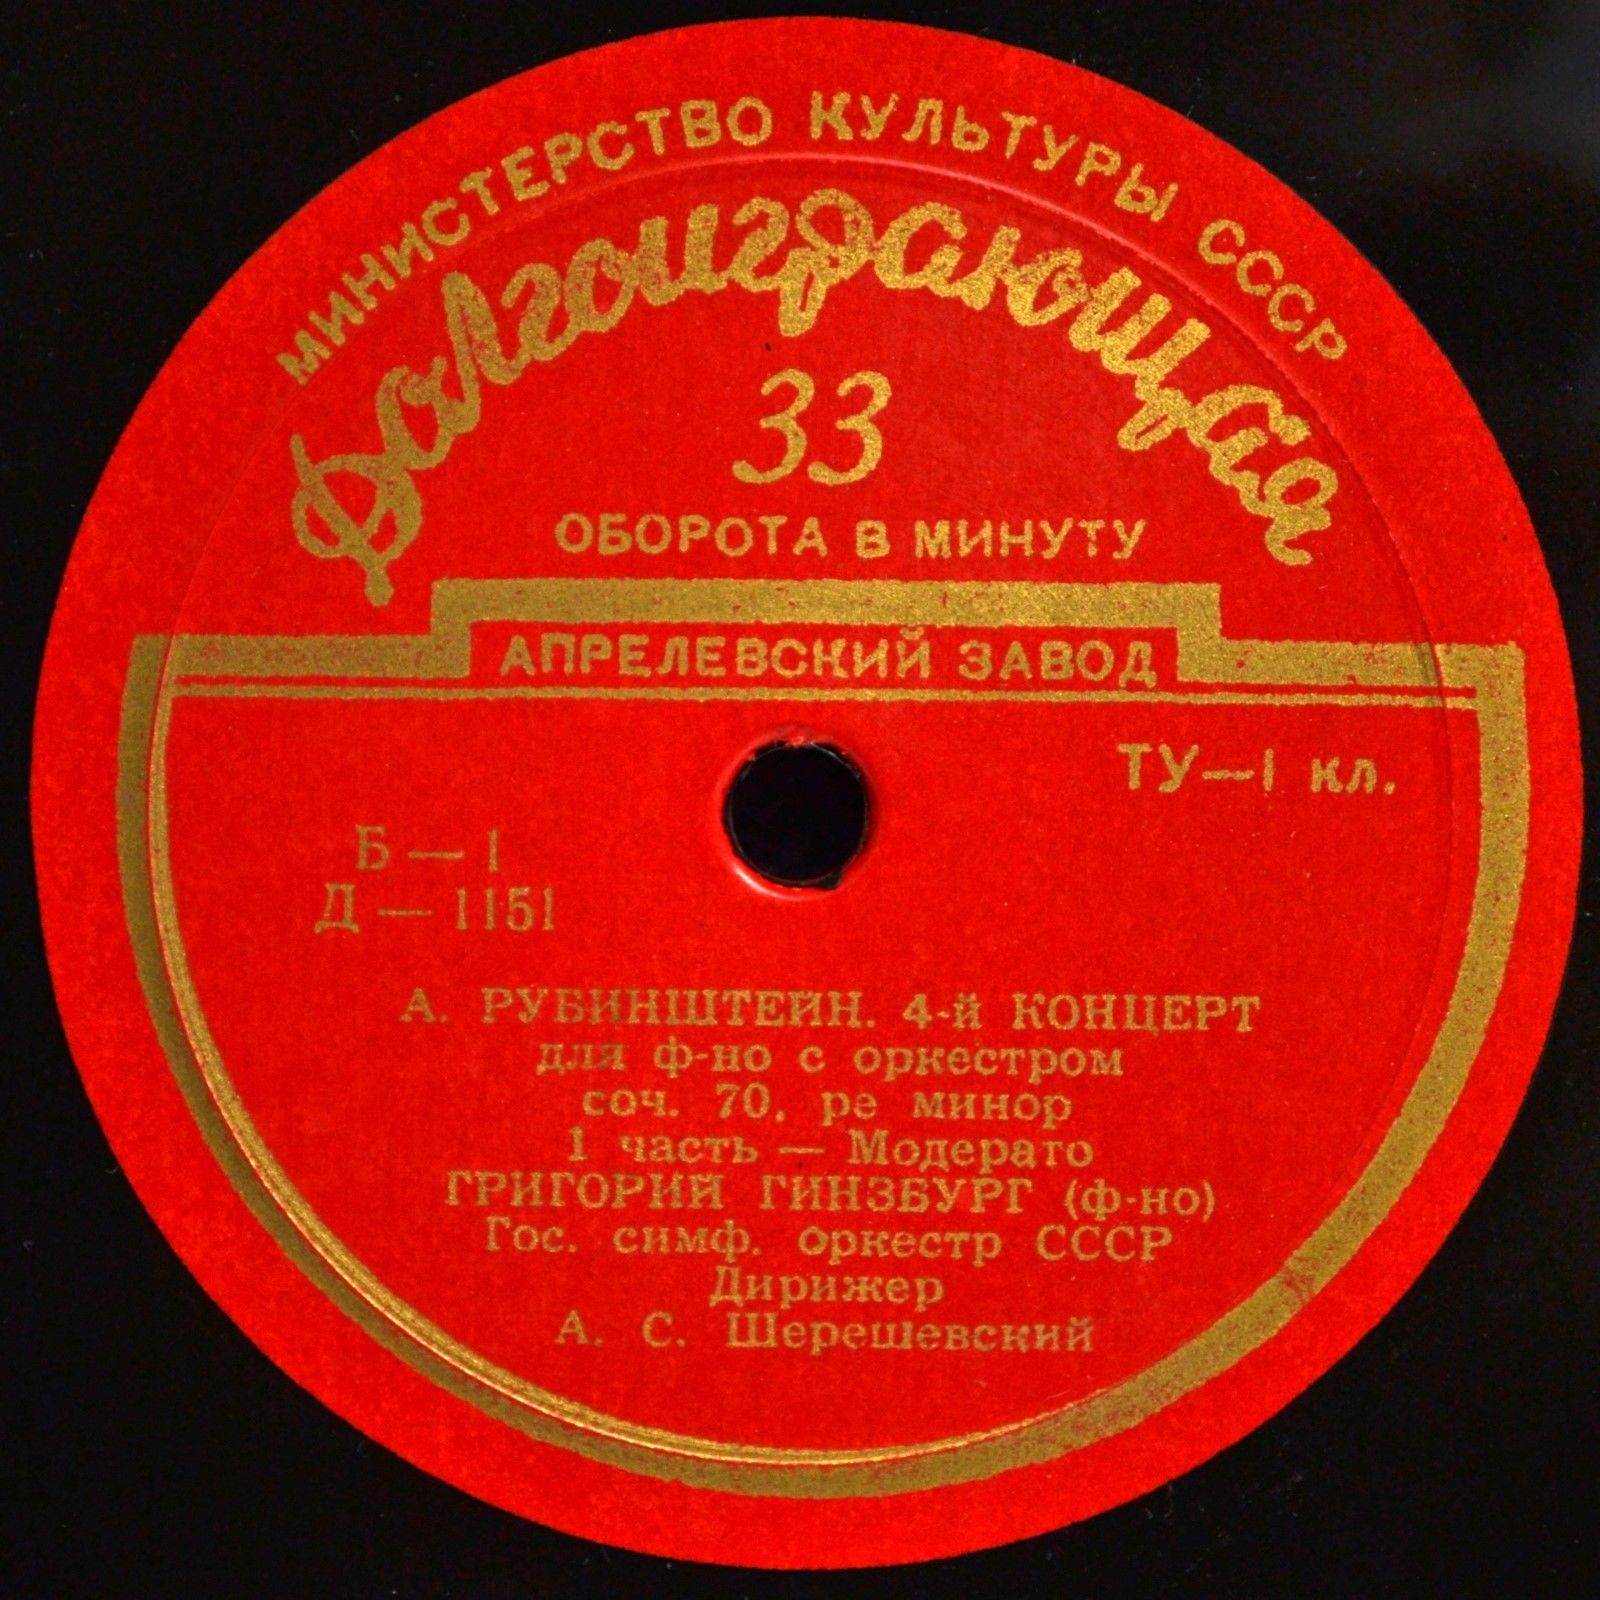 МИНИСТЕРСТВО КУЛЬТУРЫ СССР
Долгоиграющая
33
ОБОРОТА В МИНУТУ
АПРЕЛЕВСКИЙ ЗАВОД
ТУ—I кл.
Б — 1
Д — 1151
А. РУБИНШТЕЙН. 4-й КОНЦЕРТ
для ф-но с оркестром
соч. 70, ре минор
1 часть — Модерато
ГРИГОРИЙ ГИНЗБУРГ (ф-но)
Гос. симф. оркестр СССР
Дирижер
А. С. Шерешевский